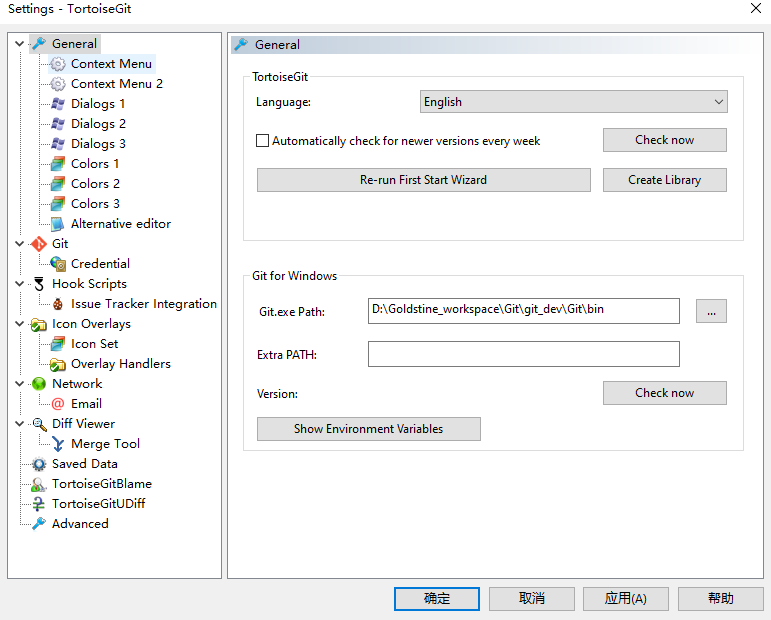 Settings - TortoiseGit
General
Context Menu
Context Menu 2
Dialogs 1
Dialogs 2
Dialogs 3
Colors 1
Colors 2
Colors 3
Alternative editor
Git
Credential
Hook Scripts
Issue Tracker Integration
Icon Overlays
Icon Set
Overlay Handlers
Network
Email
Diff Viewer
Merge Tool
Saved Data
TortoiseGitBlame
TortoiseGitUDiff
Advanced
General
TortoiseGit
Language: English
Automatically check for newer versions every week Check now
Re-run First Start Wizard Create Library
Git for Windows
Git.exe Path: D:\Goldstine_workspace\Git\git_dev\Git\bin ...
Extra PATH:
Version: Check now
Show Environment Variables
确定 取消 应用(A) 帮助